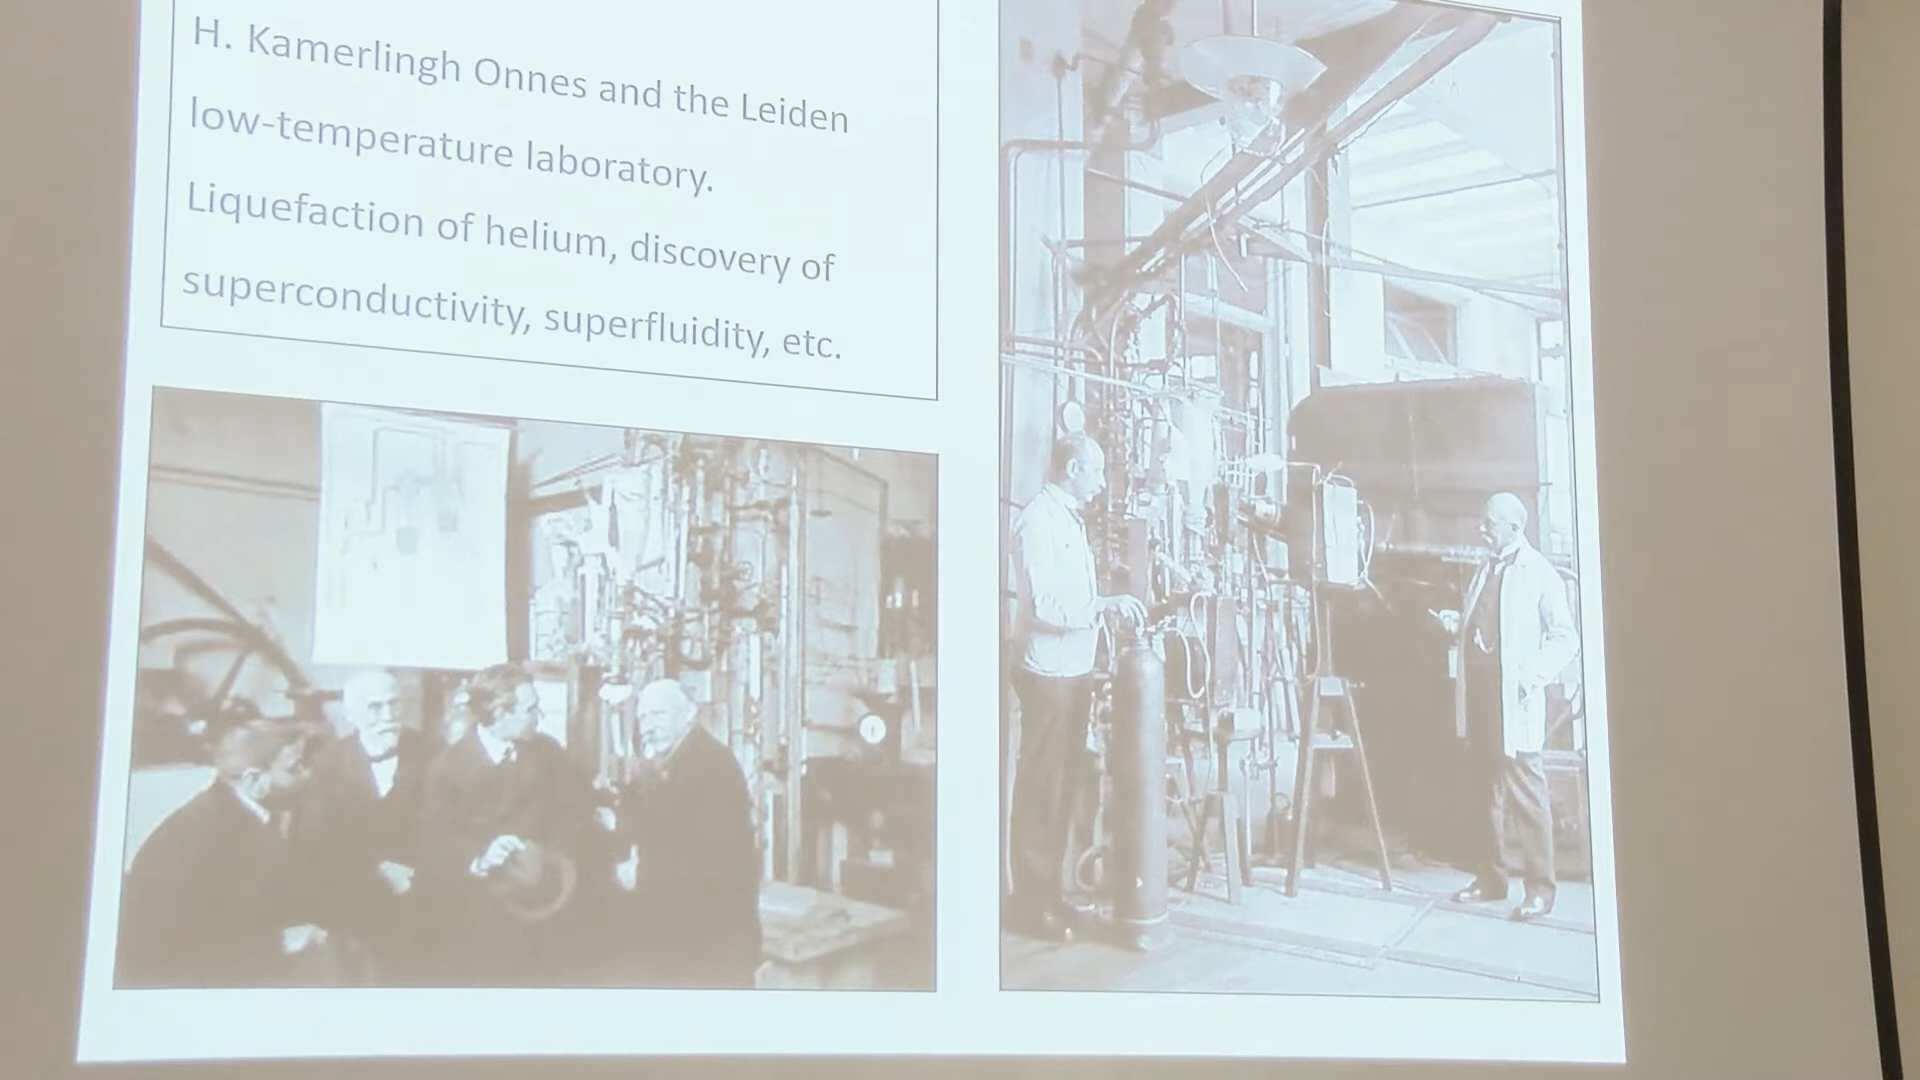 H. Kamerlingh Onnes and the Leiden
low-temperature laboratory.
Liquefaction of helium, discovery of
superconductivity, superfluidity, etc.